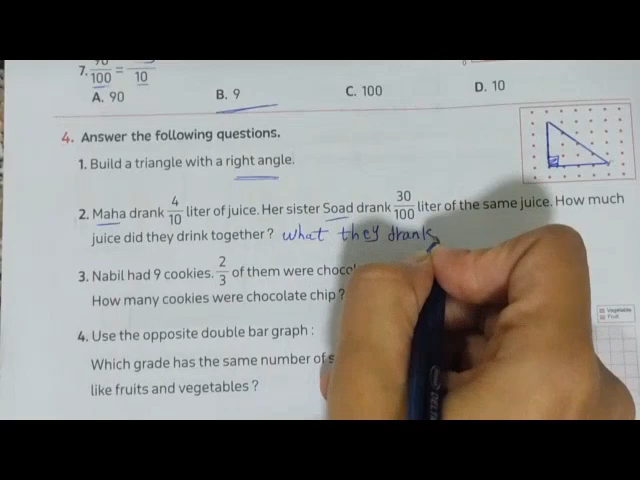 7. 90/100 = /10
A. 90 B. 9 C. 100 D. 10
4. Answer the following questions.
1. Build a triangle with a right angle.
2. Maha drank 4/10 liter of juice. Her sister Soad drank 30/100 liter of the same juice. How much
juice did they drink together ? what they drank
3. Nabil had 9 cookies. 2/3 of them were choco
How many cookies were chocolate chip ?
4. Use the opposite double bar graph :
Vegetable
Fruit
Which grade has the same number of s
like fruits and vegetables ?